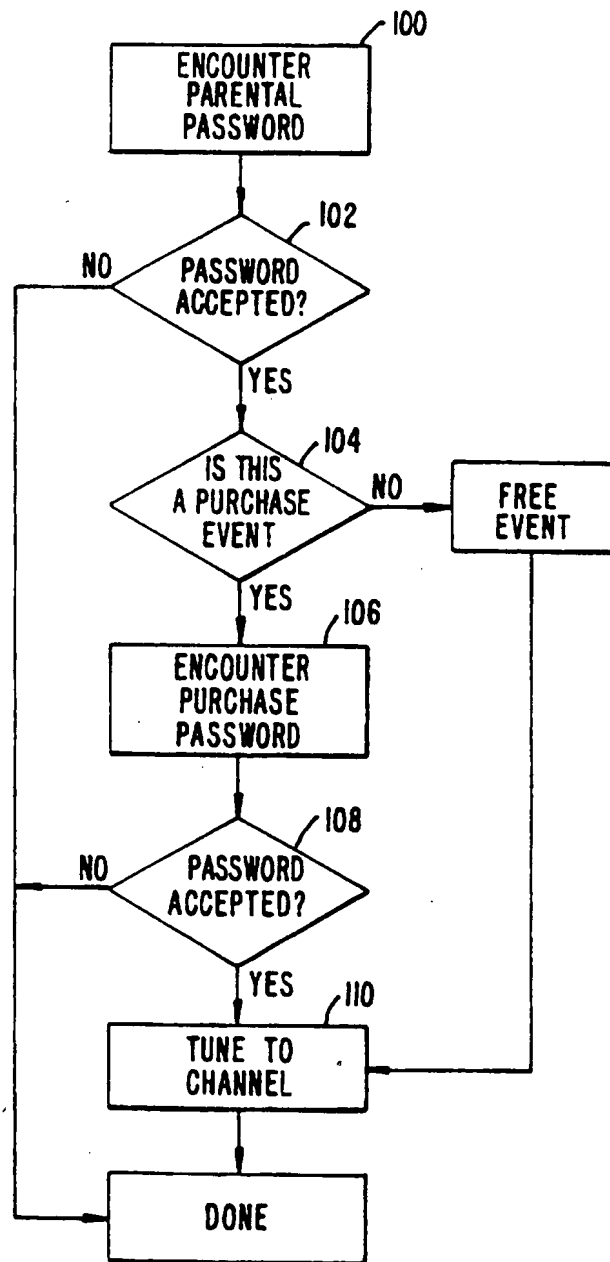 100
ENCOUNTER
PARENTAL
PASSWORD
102
NO
PASSWORD
ACCEPTED?
YES
104
IS THIS
A PURCHASE
EVENT
NO
FREE
EVENT
YES
106
ENCOUNTER
PURCHASE
PASSWORD
108
NO
PASSWORD
ACCEPTED?
YES
110
TUNE TO
CHANNEL
DONE